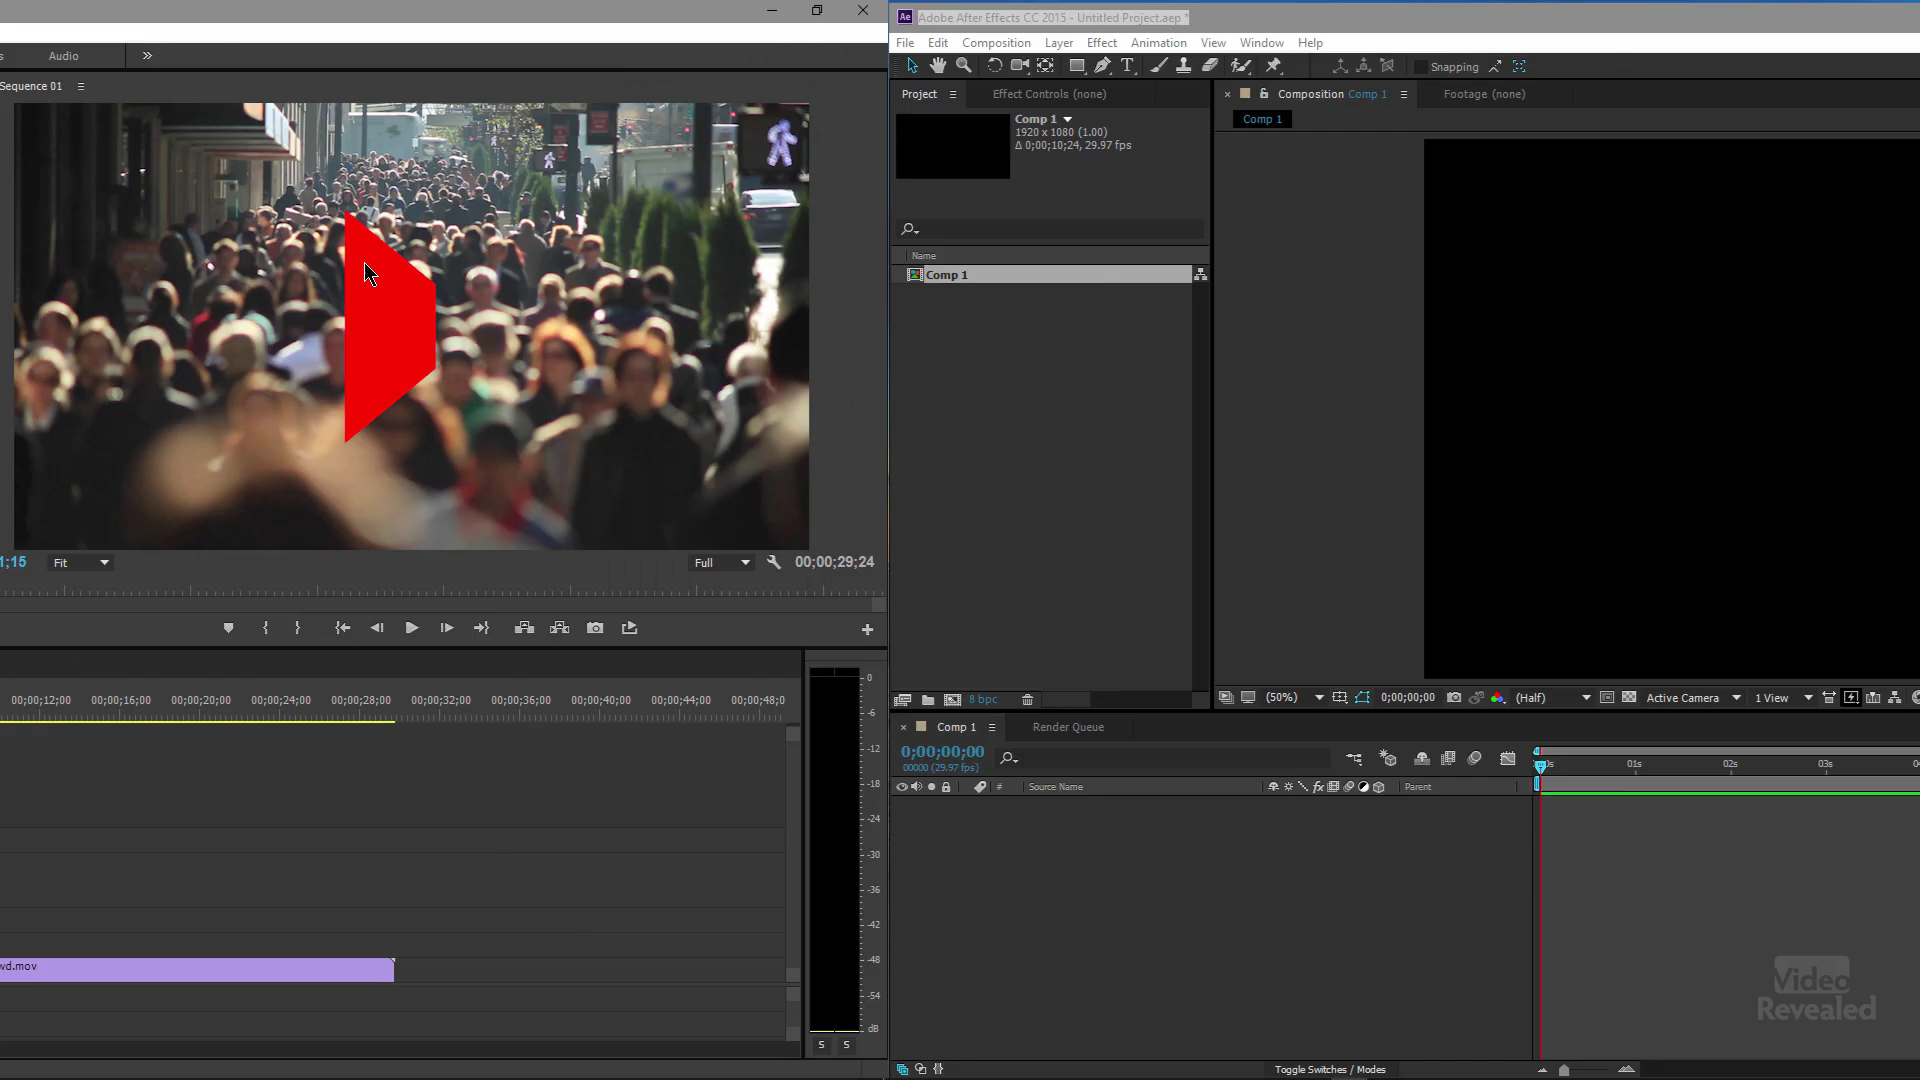 Adobe After Effects CC 2015 - Untitled Project.aep *
File Edit Composition Layer Effect Animation View Window Help
s Audio
Snapping
Sequence 01
Project Effect Controls (none)
Composition Comp 1 Footage (none)
Comp 1
Comp 1
1920 x 1080 (1.00)
Δ 0;00;10;24, 29.97 fps
Name
Comp 1
1;15 Fit Full 00;00;29;24
8 bpc
(50%) 0;00;00;00 (Half) Active Camera 1 View
00;00;12;00 00;00;16;00 00;00;20;00 00;00;24;00 00;00;28;00 00;00;32;00 00;00;36;00 00;00;40;00 00;00;44;00 00;00;48;0
0
-6
-12
-18
-24
-30
-36
-42
-48
-54
dB
S S
Comp 1 Render Queue
0;00;00;00
00000 (29.97 fps)
0s 01s 02s 03s 04
# Source Name fx Parent
wd.mov
Toggle Switches / Modes
Video
Revealed